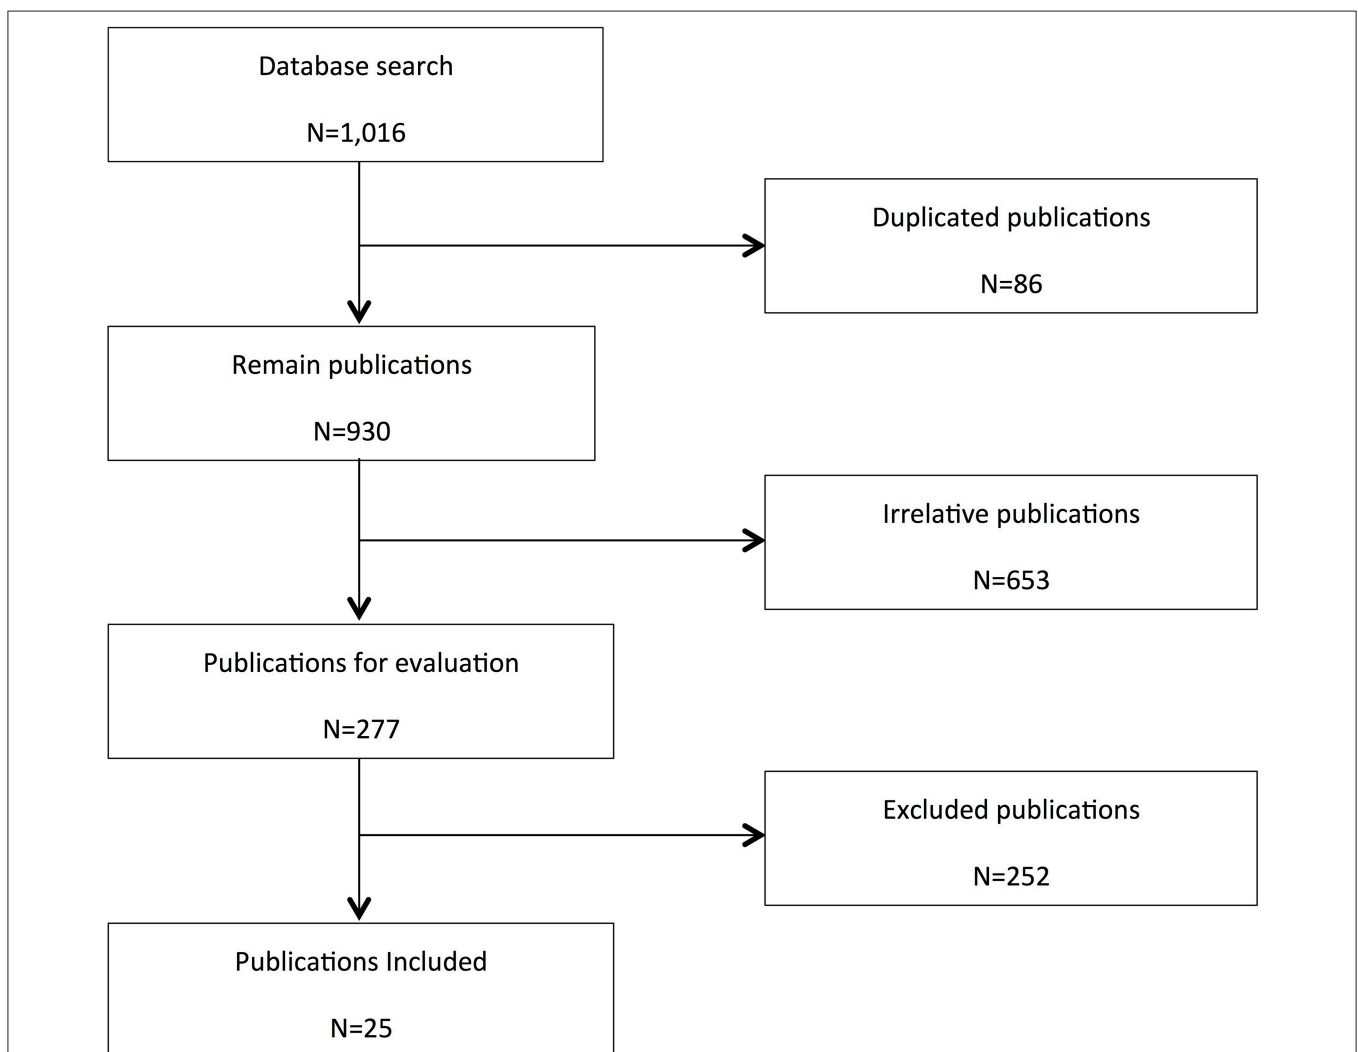 Database search
N=1,016
Duplicated publications
N=86
Remain publications
N=930
Irrelative publications
N=653
Publications for evaluation
N=277
Excluded publications
N=252
Publications Included
N=25